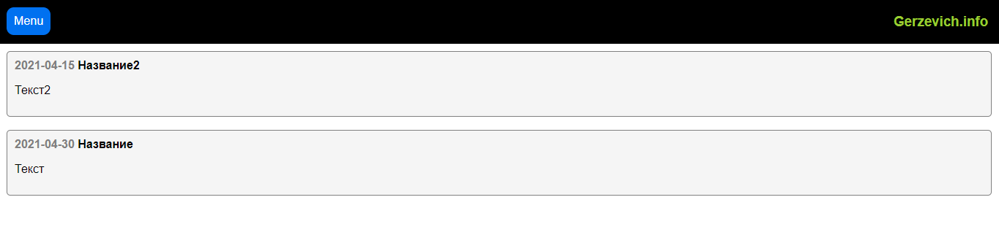 Menu
Gerzevich.info
2021-04-15 Название2
Текст2
2021-04-30 Название
Текст